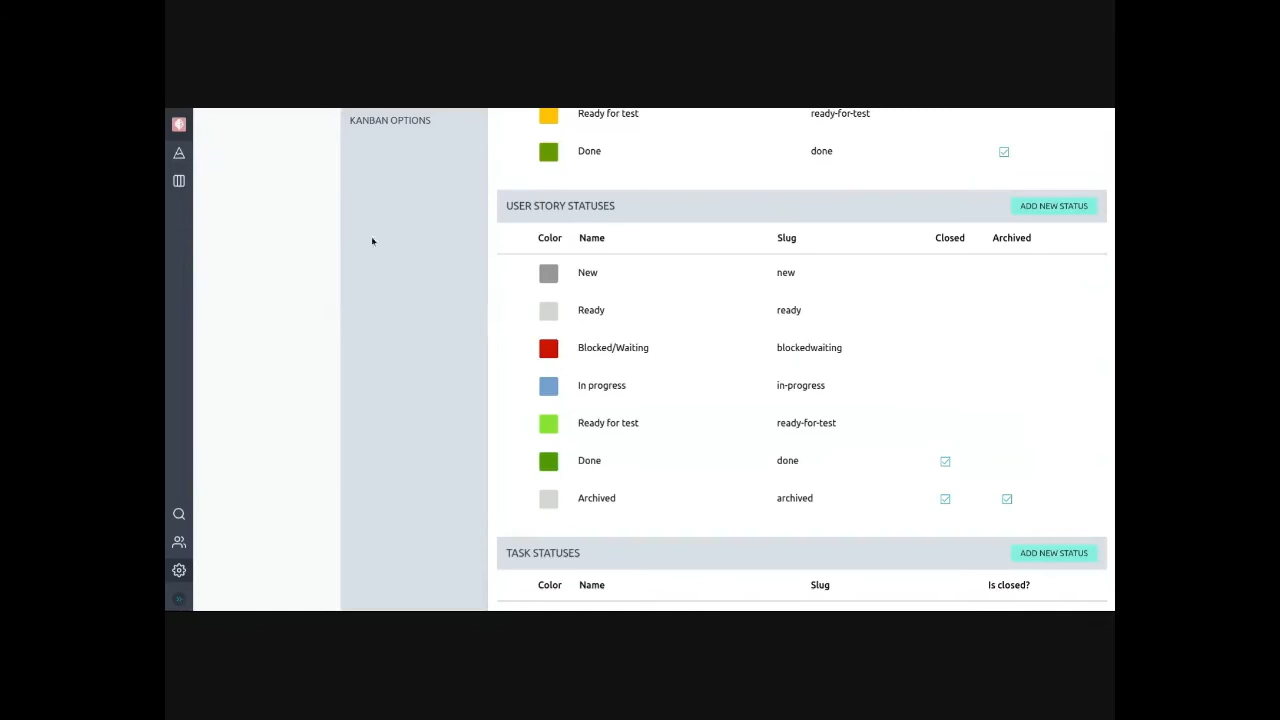 KANBAN OPTIONS
Ready for test ready-for-test
Done done
USER STORY STATUSES ADD NEW STATUS
Color Name Slug Closed Archived
New new
Ready ready
Blocked/Waiting blockedwaiting
In progress in-progress
Ready for test ready-for-test
Done done
Archived archived
TASK STATUSES ADD NEW STATUS
Color Name Slug Is closed?